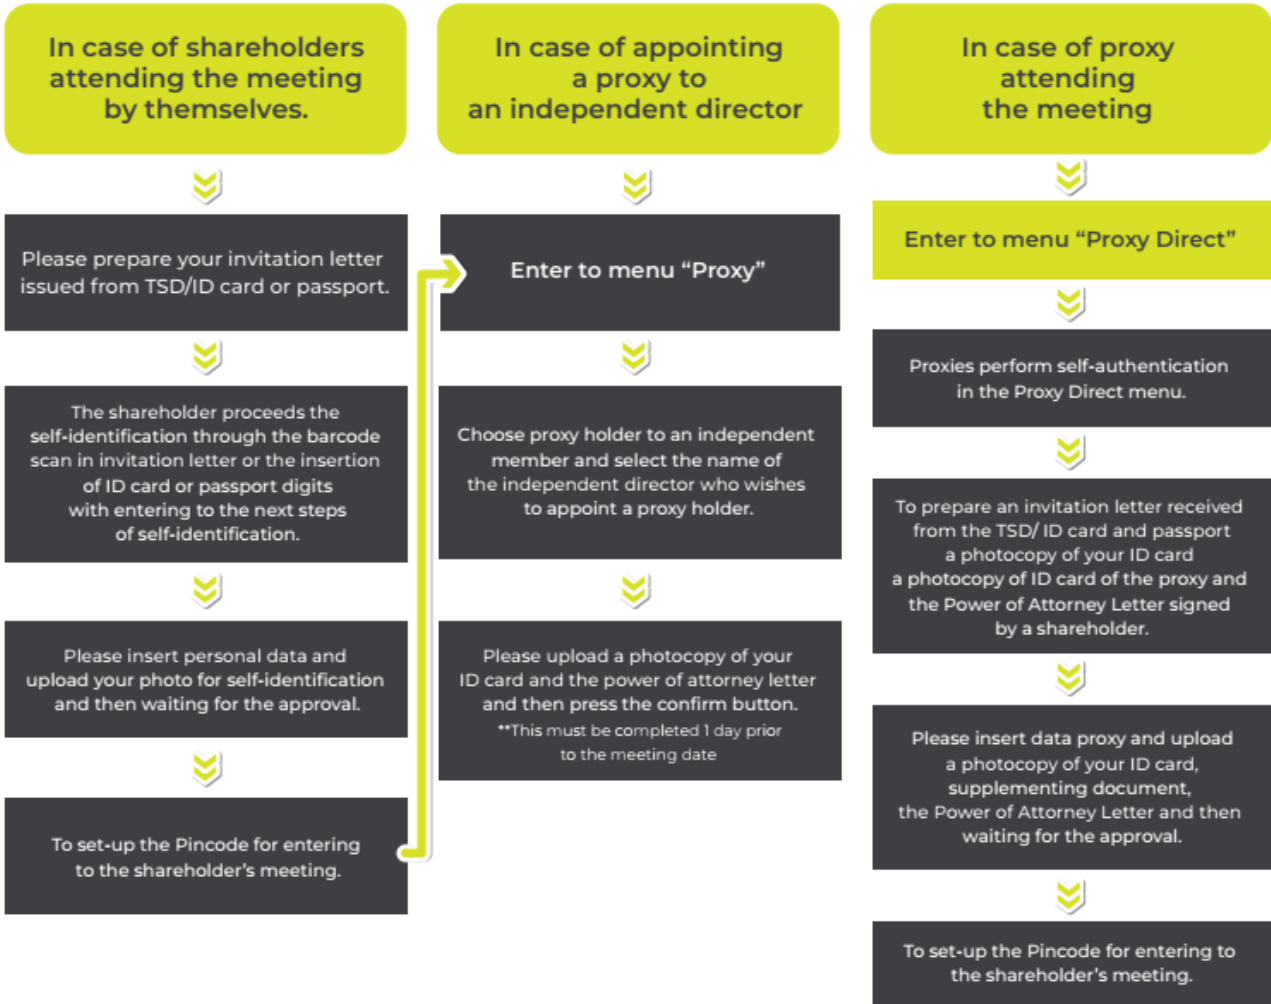 In case of shareholders
attending the meeting
by themselves.
Please prepare your invitation letter
issued from TSD/ID card or passport.
The shareholder proceeds the
self-identification through the barcode
scan in invitation letter or the insertion
of ID card or passport digits
with entering to the next steps
of self-identification.
Please insert personal data and
upload your photo for self-identification
and then waiting for the approval.
To set-up the Pincode for entering
to the shareholder's meeting.
In case of appointing
a proxy to
an independent director
Enter to menu “Proxy”
Choose proxy holder to an independent
member and select the name of
the independent director who wishes
to appoint a proxy holder.
Please upload a photocopy of your
ID card and the power of attorney letter
and then press the confirm button.
**This must be completed 1 day prior
to the meeting date
In case of proxy
attending
the meeting
Enter to menu “Proxy Direct”
Proxies perform self-authentication
in the Proxy Direct menu.
To prepare an invitation letter received
from the TSD/ ID card and passport
a photocopy of your ID card
a photocopy of ID card of the proxy and
the Power of Attorney Letter signed
by a shareholder.
Please insert data proxy and upload
a photocopy of your ID card,
supplementing document,
the Power of Attorney Letter and then
waiting for the approval.
To set-up the Pincode for entering to
the shareholder's meeting.